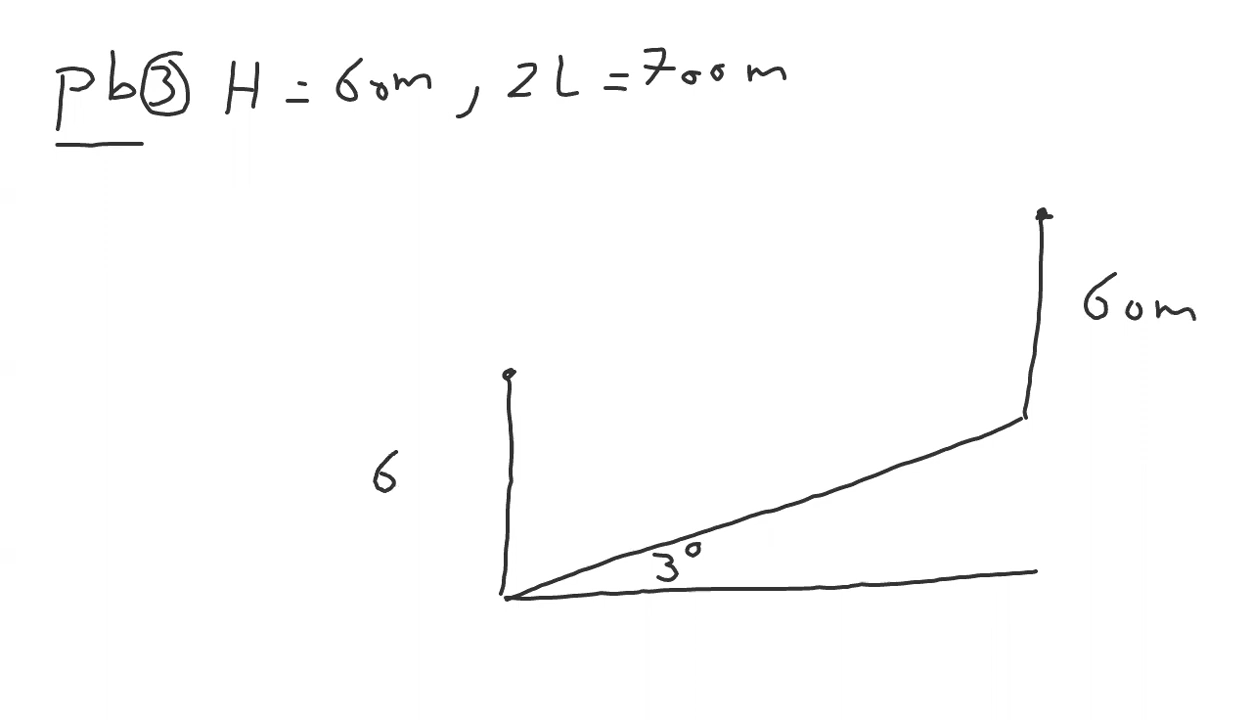 Pb③ H = 60m , 2L = 700m
60m
6
3°